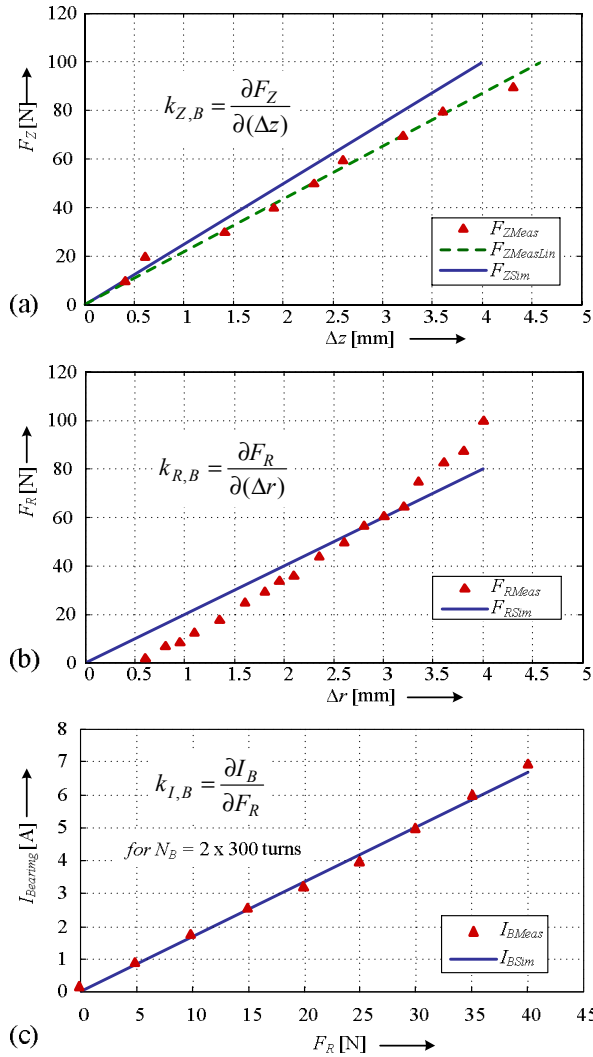 120
100
80
60
40
20
0
F_Z [N]
k_{Z,B} = ∂F_Z / ∂(Δz)
F_{ZMeas}
F_{ZMeasLin}
F_{ZSim}
(a)
0 0.5 1 1.5 2 2.5 3 3.5 4 4.5 5
Δz [mm]
120
100
80
60
40
20
0
F_R [N]
k_{R,B} = ∂F_R / ∂(Δr)
F_{RMeas}
F_{RSim}
(b)
0 0.5 1 1.5 2 2.5 3 3.5 4 4.5 5
Δr [mm]
8
7
6
5
4
3
2
1
0
I_{Bearimg} [A]
k_{I,B} = ∂I_B / ∂F_R
for N_B = 2 x 300 turns
I_{BMeas}
I_{BSim}
(c)
0 5 10 15 20 25 30 35 40 45
F_R [N]